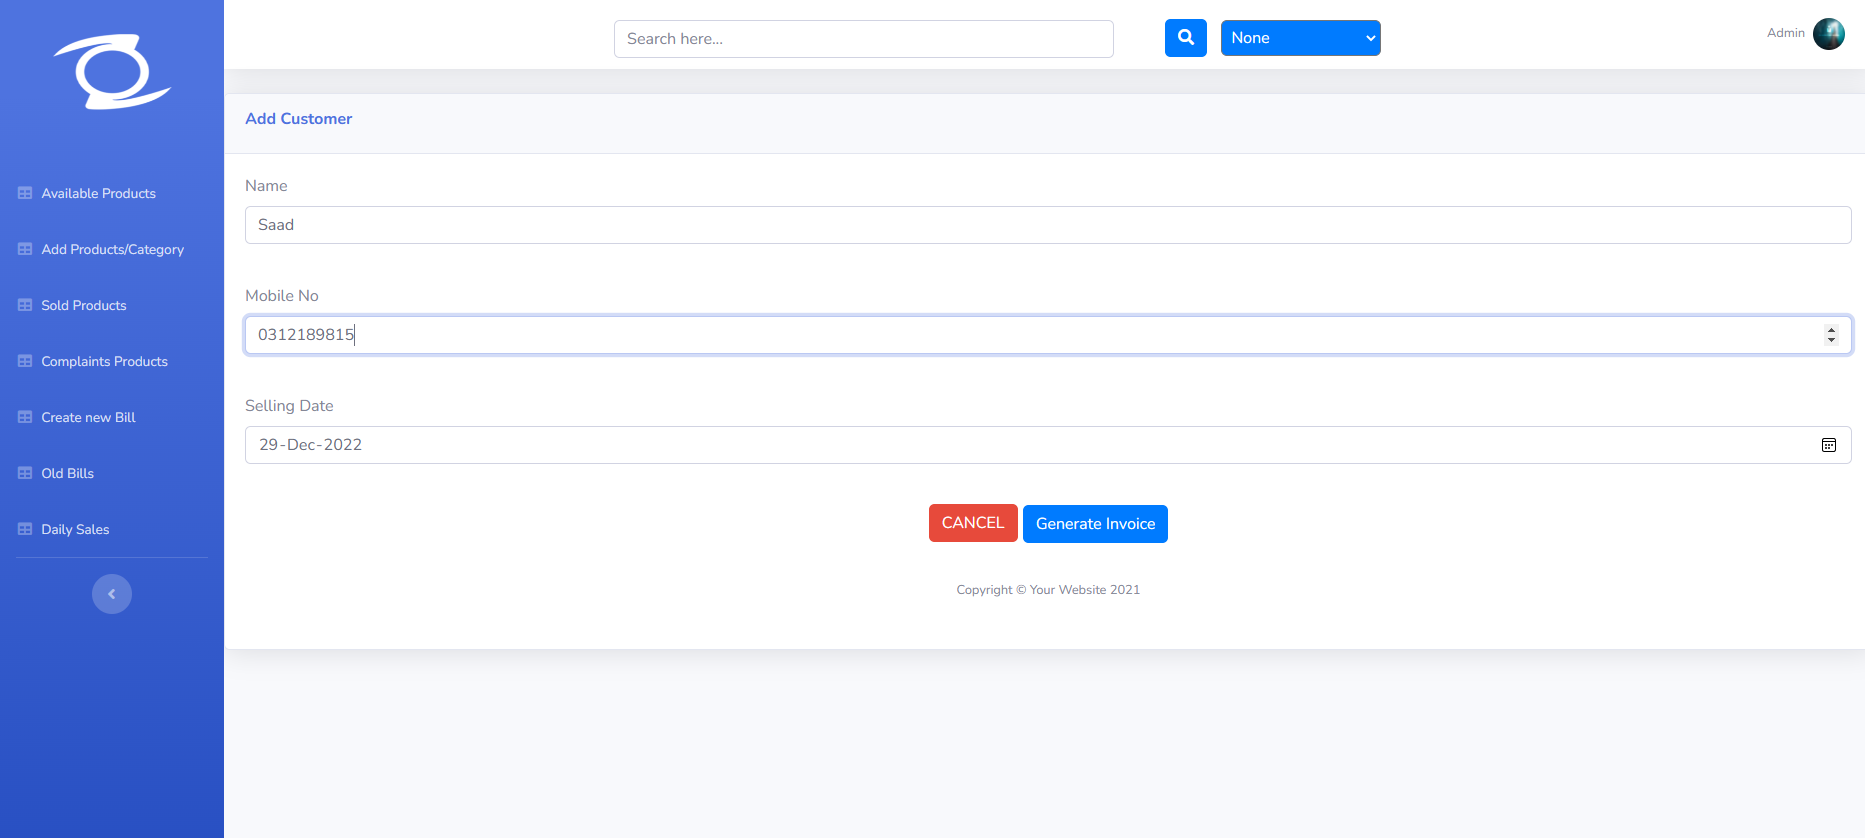 Search here...
None
Admin
Available Products
Add Products/Category
Sold Products
Complaints Products
Create new Bill
Old Bills
Daily Sales
Add Customer
Name
Saad
Mobile No
0312189815
Selling Date
29-Dec-2022
CANCEL
Generate Invoice
Copyright © Your Website 2021